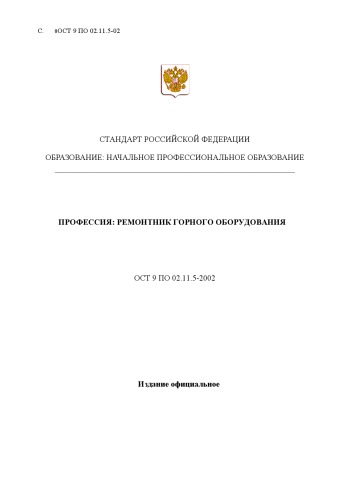 С.    #ОСТ 9 ПО 02.11.5-02
СТАНДАРТ РОССИЙСКОЙ ФЕДЕРАЦИИ
ОБРАЗОВАНИЕ: НАЧАЛЬНОЕ ПРОФЕССИОНАЛЬНОЕ ОБРАЗОВАНИЕ
ПРОФЕССИЯ: РЕМОНТНИК ГОРНОГО ОБОРУДОВАНИЯ
ОСТ 9 ПО 02.11.5-2002
Издание официальное